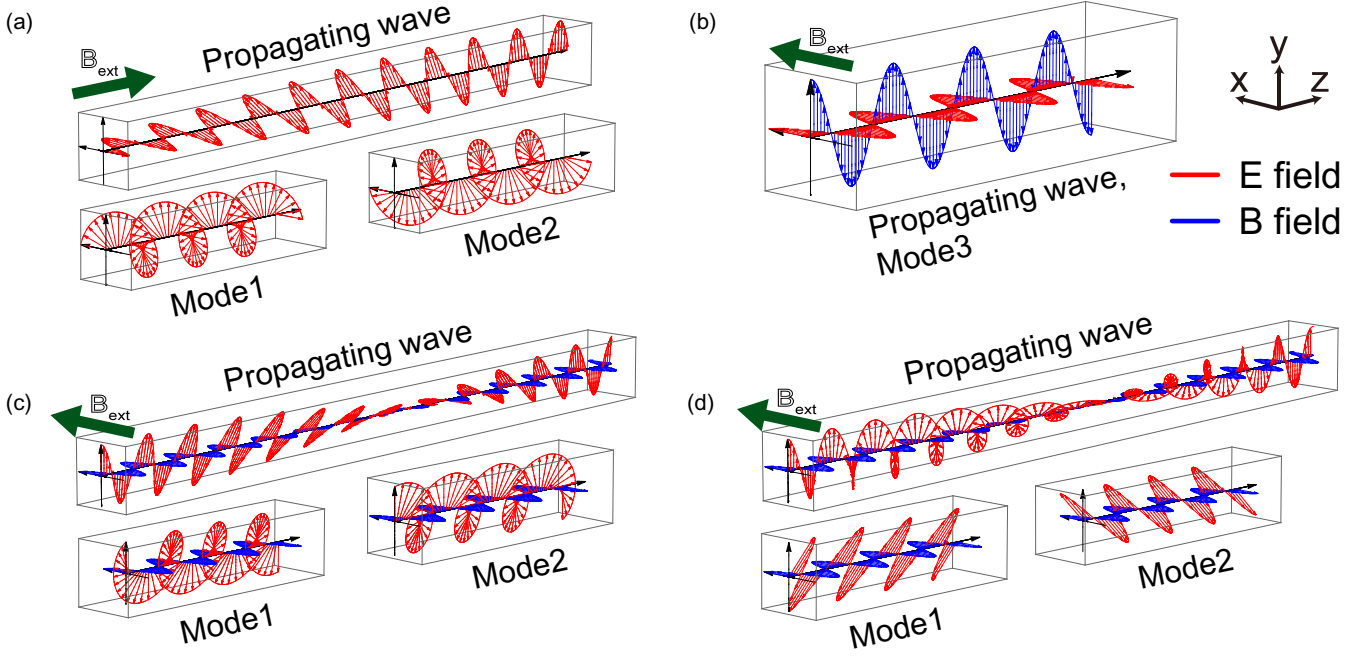 (a)
Propagating wave
B_ext
Mode1
Mode2
(b)
B_ext
Propagating wave,
Mode3
y
x z
E field
B field
(c)
Propagating wave
B_ext
Mode1
Mode2
(d)
Propagating wave
B_ext
Mode1
Mode2